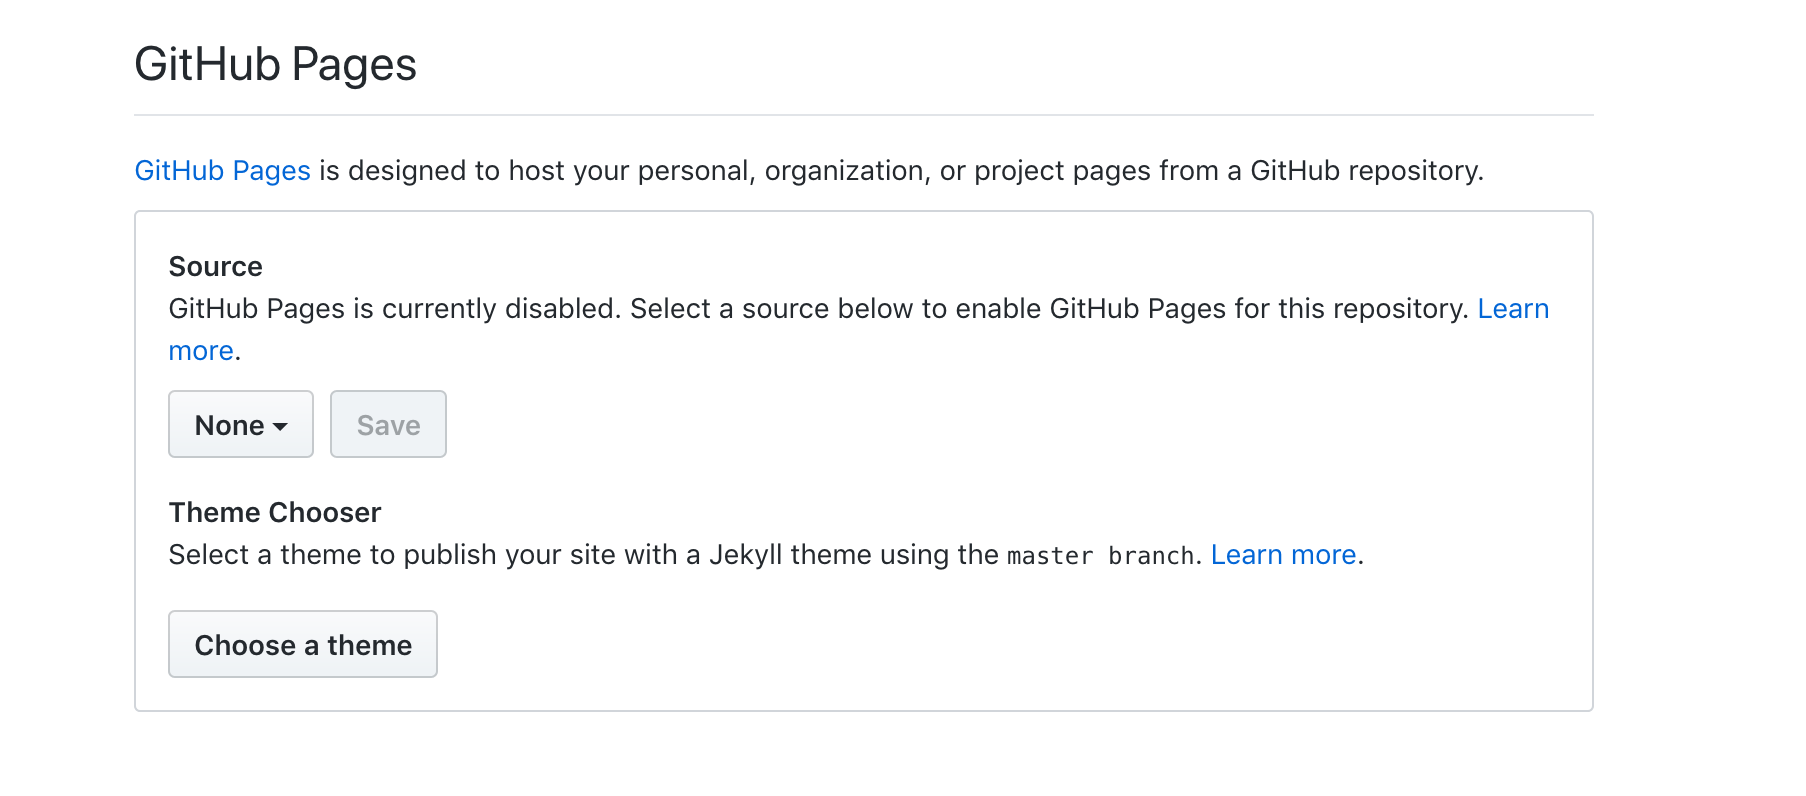 GitHub Pages
GitHub Pages is designed to host your personal, organization, or project pages from a GitHub repository.
Source
GitHub Pages is currently disabled. Select a source below to enable GitHub Pages for this repository. Learn
more.
None Save
Theme Chooser
Select a theme to publish your site with a Jekyll theme using the master branch. Learn more.
Choose a theme